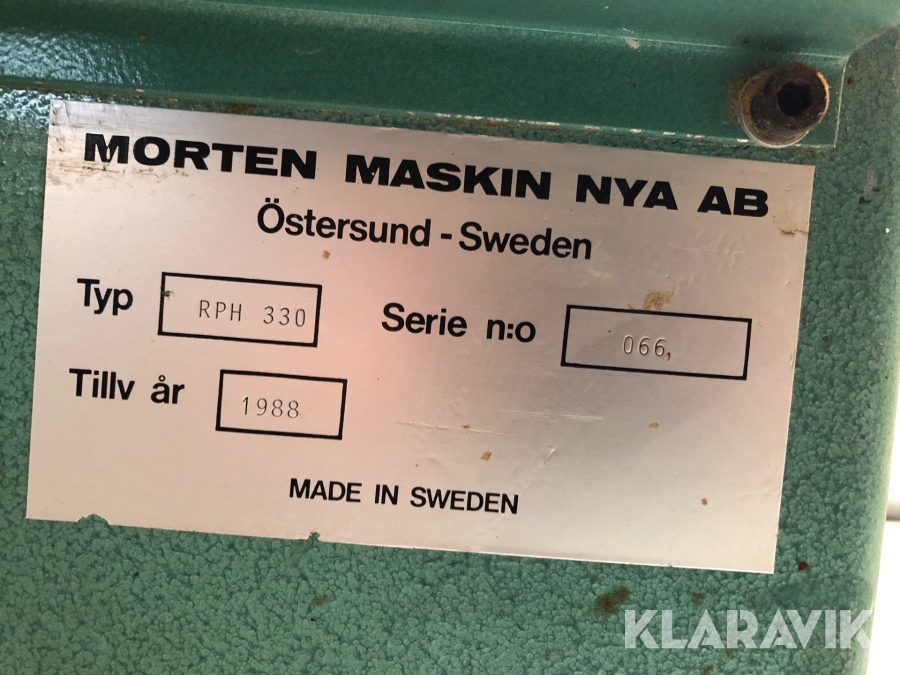 MORTEN MASKIN NYA AB
Östersund - Sweden
Typ RPH 330 Serie n:o 066
Tillv år 1988
MADE IN SWEDEN
KLARAVIK